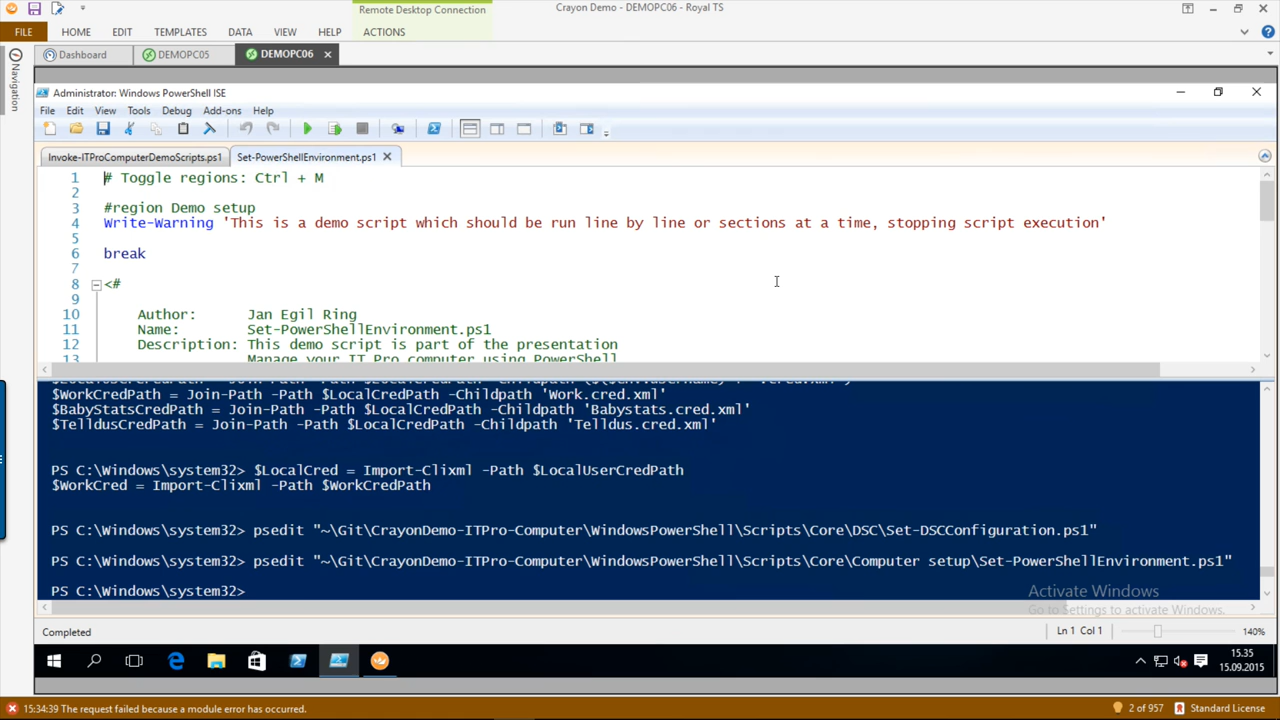 Remote Desktop Connection
Crayon Demo - DEMOPC06 - Royal TS
FILE HOME EDIT TEMPLATES DATA VIEW HELP ACTIONS
Dashboard DEMOPC05 DEMOPC06
Navigation
Administrator: Windows PowerShell ISE
File Edit View Tools Debug Add-ons Help
Invoke-ITProComputerDemoScripts.ps1 Set-PowerShellEnvironment.ps1
1 # Toggle regions: Ctrl + M
2
3 #region Demo setup
4 Write-Warning 'This is a demo script which should be run line by line or sections at a time, stopping script execution'
5
6 break
7
8 <#
9
10 Author: Jan Egil Ring
11 Name: Set-PowerShellEnvironment.ps1
12 Description: This demo script is part of the presentation
13 Manage your IT Pro computer using PowerShell
$WorkCredPath = Join-Path -Path $LocalCredPath -Childpath 'Work.cred.xml'
$BabyStatsCredPath = Join-Path -Path $LocalCredPath -Childpath 'Babystats.cred.xml'
$TelldusCredPath = Join-Path -Path $LocalCredPath -Childpath 'Telldus.cred.xml'
PS C:\Windows\system32> $LocalCred = Import-Clixml -Path $LocalUserCredPath
$WorkCred = Import-Clixml -Path $WorkCredPath
PS C:\Windows\system32> psedit "~\Git\CrayonDemo-ITPro-Computer\WindowsPowerShell\Scripts\Core\DSC\Set-DSCConfiguration.ps1"
PS C:\Windows\system32> psedit "~\Git\CrayonDemo-ITPro-Computer\WindowsPowerShell\Scripts\Core\Computer setup\Set-PowerShellEnvironment.ps1"
PS C:\Windows\system32>
Activate Windows
Go to Settings to activate Windows.
Completed
Ln 1 Col 1
140%
15.35
15.09.2015
15:34:39 The request failed because a module error has occurred.
2 of 957
Standard License